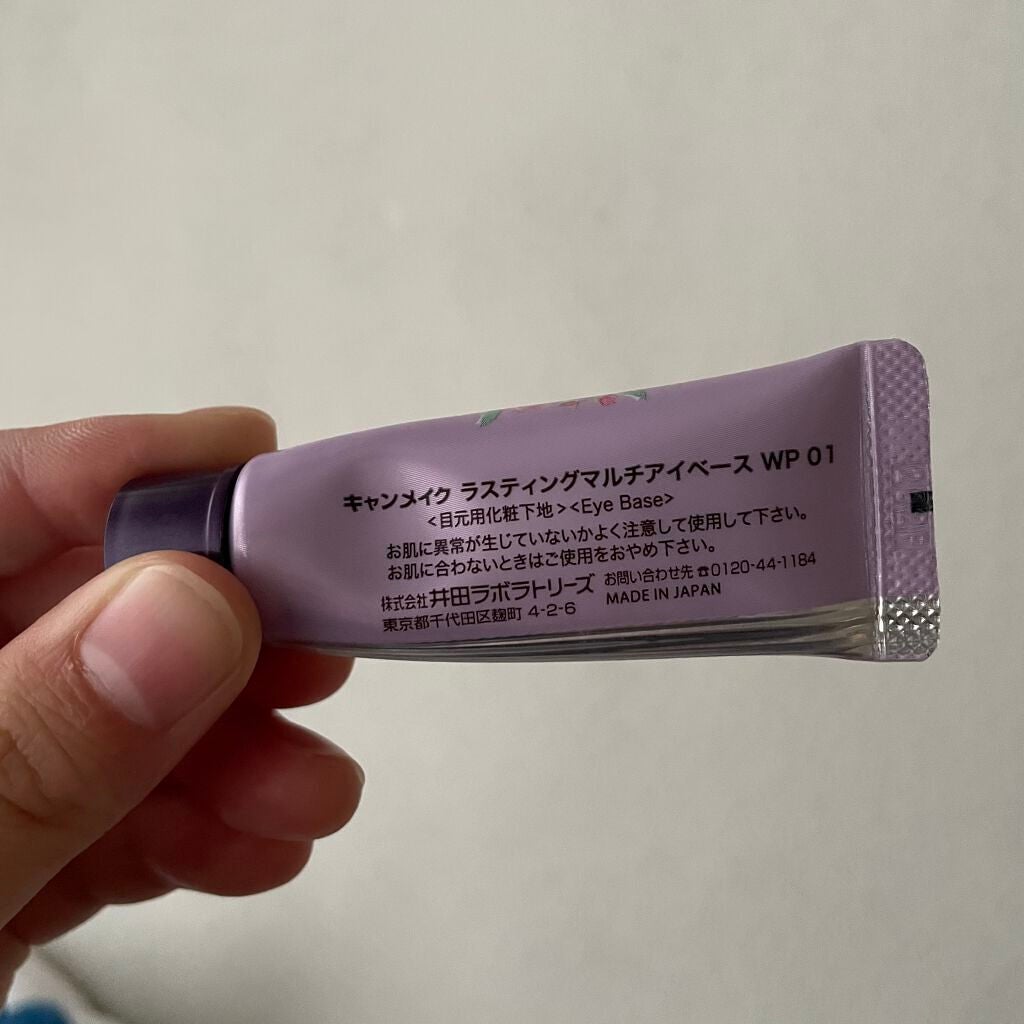 キャンメイク ラスティングマルチアイベース WP 01
<目元用化粧下地><Eye Base>
お肌に異常が生じていないかよく注意して使用して下さい。
お肌に合わないときはご使用をおやめ下さい。
株式会社井田ラボラトリーズ お問い合わせ先 ☎0120-44-1184
東京都千代田区麹町 4-2-6 MADE IN JAPAN